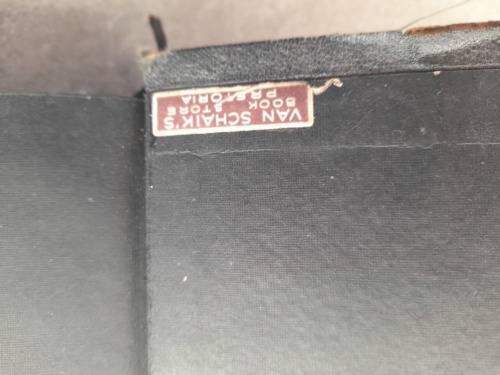 VAN SCHAIK'S
BOOK
STORE
PRETORIA